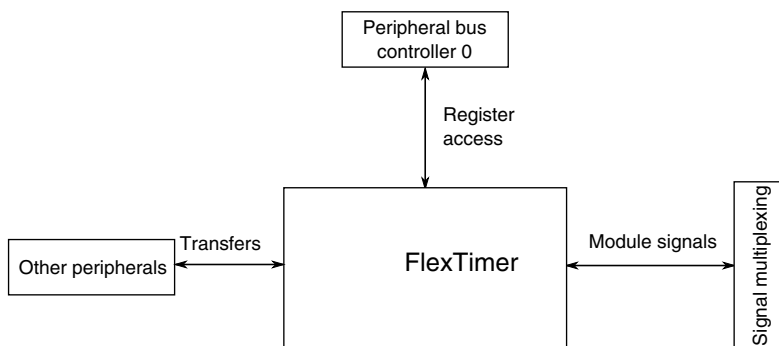 Peripheral bus
controller 0
Register
access
Transfers
Other peripherals
FlexTimer
Module signals
Signal multiplexing